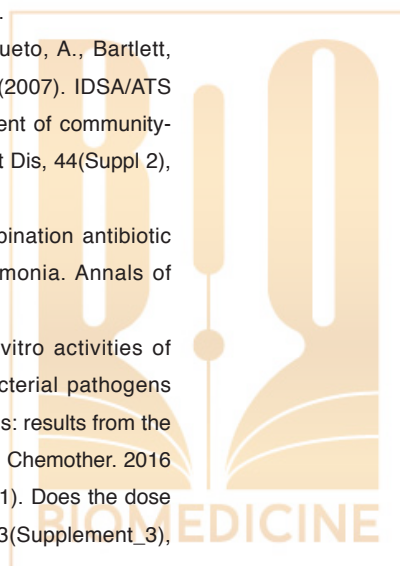 .
ueto, A., Bartlett,
(2007). IDSA/ATS
ent of community-
t Dis, 44(Suppl 2),
bination antibiotic
monia. Annals of
vitro activities of
cterial pathogens
s: results from the
Chemother. 2016
1). Does the dose
3(Supplement_3),
BIOMEDICINE